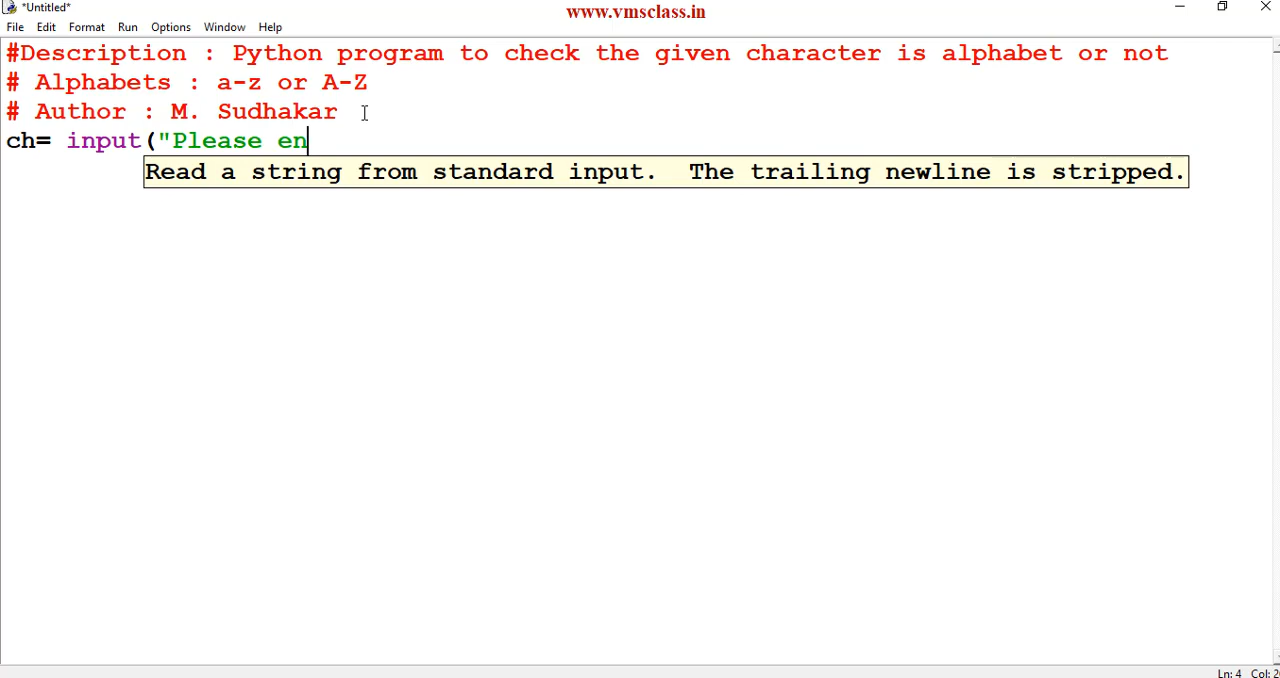 *Untitled*
www.vmsclass.in
File Edit Format Run Options Window Help
#Description : Python program to check the given character is alphabet or not
# Alphabets : a-z or A-Z
# Author : M. Sudhakar
ch= input("Please en
Read a string from standard input.  The trailing newline is stripped.
Ln: 4 Col: 2